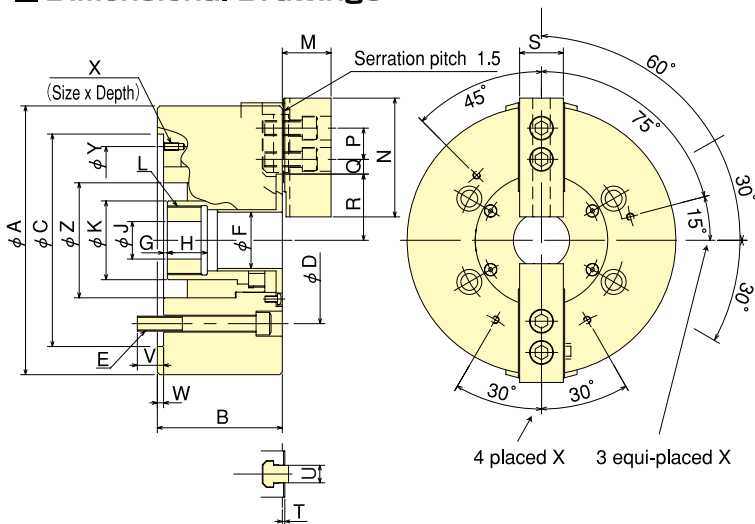 Dimensional Drawings
X
(Size x Depth)
M
Serration pitch 1.5
S
60°
45°
75°
30°
15°
30°
30°
30°
φY
L
φA
φC
φZ
φK
φJ
G
H
φF
φD
P
Q
N
R
E
V
W
B
U
T
4 placed X
3 equi-placed X